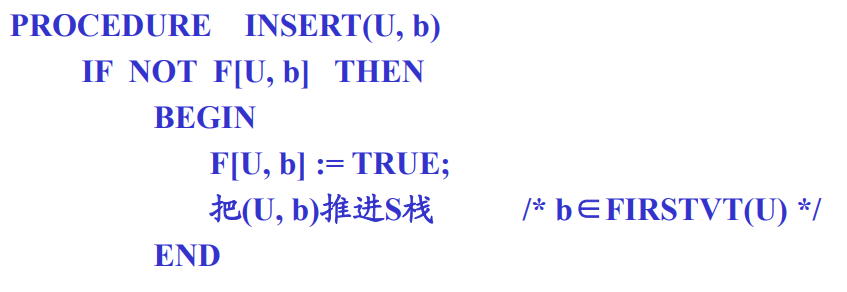 PROCEDURE INSERT(U, b)
IF NOT F[U, b] THEN
BEGIN
F[U, b] := TRUE;
把(U, b)推进S栈 /* b∈FIRSTVT(U) */
END